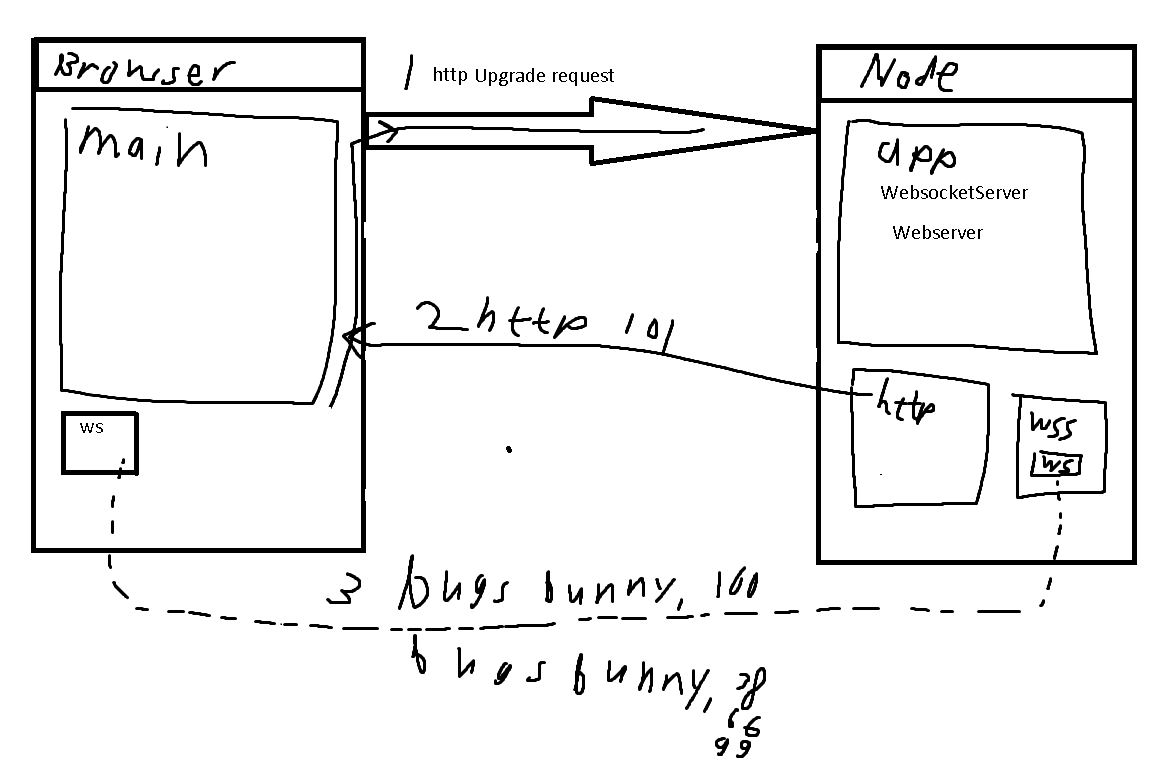 Browser
main
ws
1 http Upgrade request
2 http 101
Node
app
WebsocketServer
Webserver
http
wss
ws
3 bugs bunny, 100
bugs bunny, 38
66
99